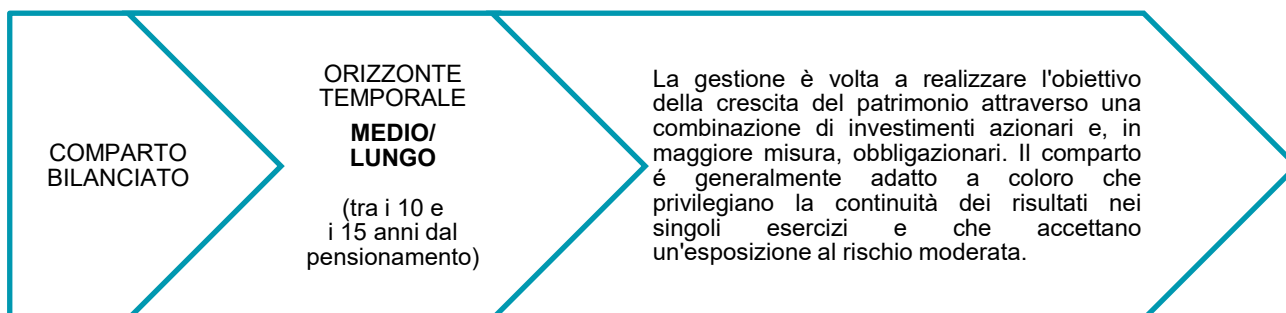 COMPARTO
BILANCIATO
ORIZZONTE
TEMPORALE
MEDIO/
LUNGO
(tra i 10 e
i 15 anni dal
pensionamento)
La gestione è volta a realizzare l'obiettivo
della crescita del patrimonio attraverso una
combinazione di investimenti azionari e, in
maggiore misura, obbligazionari. Il comparto
é generalmente adatto a coloro che
privilegiano la continuità dei risultati nei
singoli esercizi e che accettano
un'esposizione al rischio moderata.